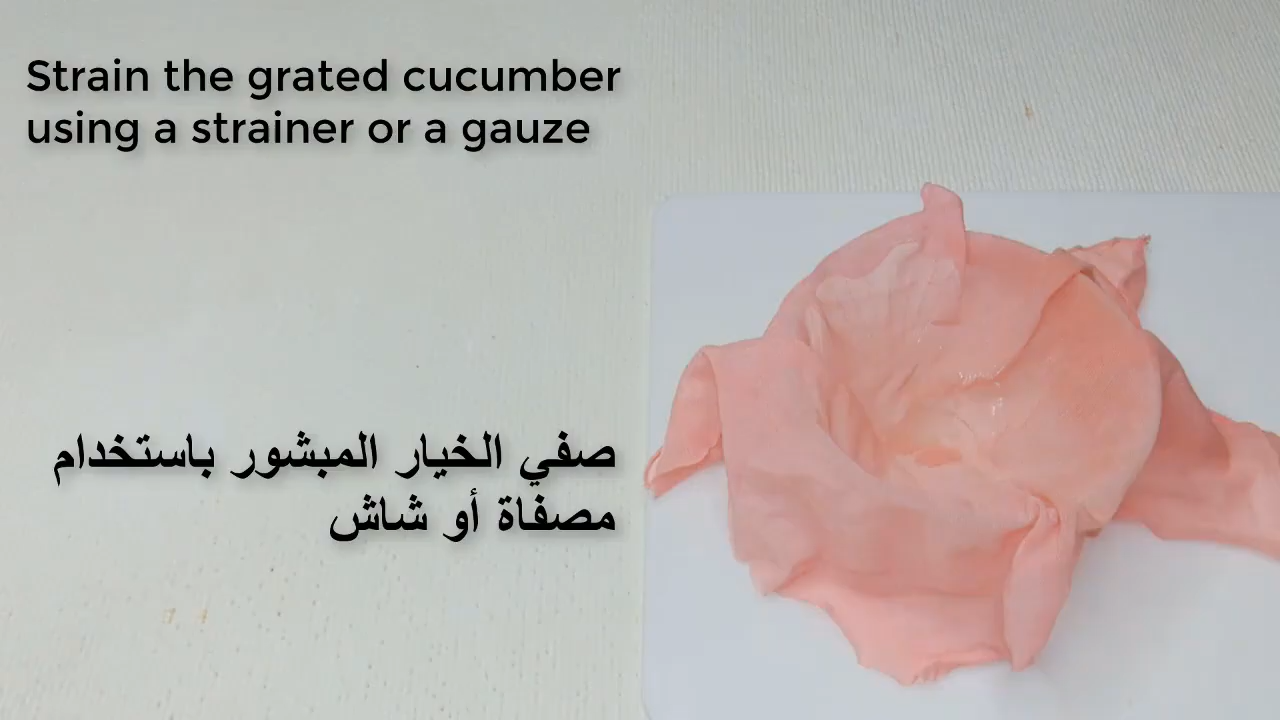 Strain the grated cucumber
using a strainer or a gauze
صفي الخيار المبشور باستخدام
مصفاة أو شاش